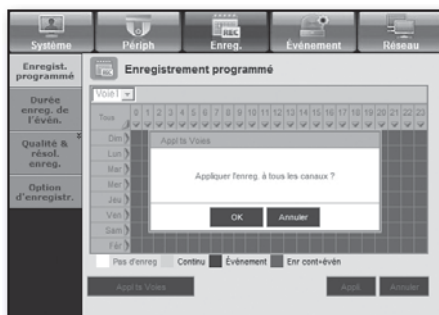 REC
Système Périph Enreg. Événement Réseau
Enregist. programmé
Enregistrement programmé
Durée enreg. de l'évén.
Qualité & résol. enreg.
Option d'enregistr.
Voie1
Tous 0 1 2 3 4 5 6 7 8 9 10 11 12 13 14 15 16 17 18 19 20 21 22 23
Dim
Lun
Mar
Mer
Jeu
Ven
Sam
Fér
Appl ts Voies
Appliquer l'enreg. à tous les canaux ?
OK Annuler
Pas d'enreg Continu Événement Enr cont+évén
Appl ts Voies Appli. Annuler